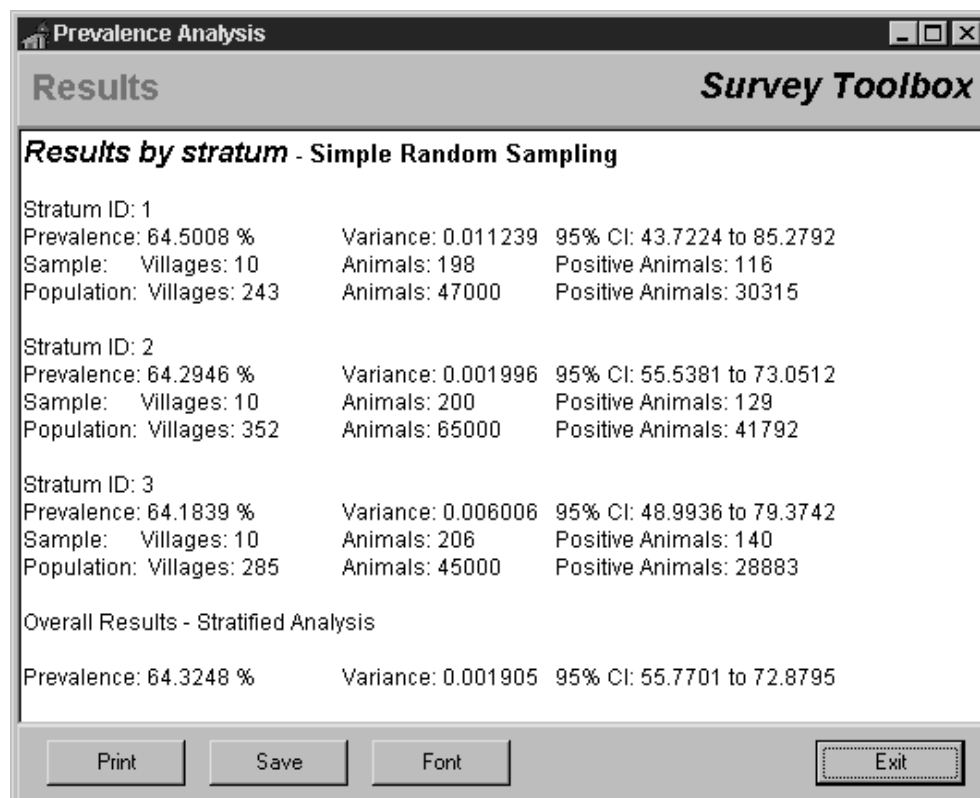 Prevalence Analysis
Results
Survey Toolbox
Results by stratum - Simple Random Sampling
Stratum ID: 1
Prevalence: 64.5008 % Variance: 0.011239 95% CI: 43.7224 to 85.2792
Sample: Villages: 10 Animals: 198 Positive Animals: 116
Population: Villages: 243 Animals: 47000 Positive Animals: 30315
Stratum ID: 2
Prevalence: 64.2946 % Variance: 0.001996 95% CI: 55.5381 to 73.0512
Sample: Villages: 10 Animals: 200 Positive Animals: 129
Population: Villages: 352 Animals: 65000 Positive Animals: 41792
Stratum ID: 3
Prevalence: 64.1839 % Variance: 0.006006 95% CI: 48.9936 to 79.3742
Sample: Villages: 10 Animals: 206 Positive Animals: 140
Population: Villages: 285 Animals: 45000 Positive Animals: 28883
Overall Results - Stratified Analysis
Prevalence: 64.3248 % Variance: 0.001905 95% CI: 55.7701 to 72.8795
Print Save Font Exit